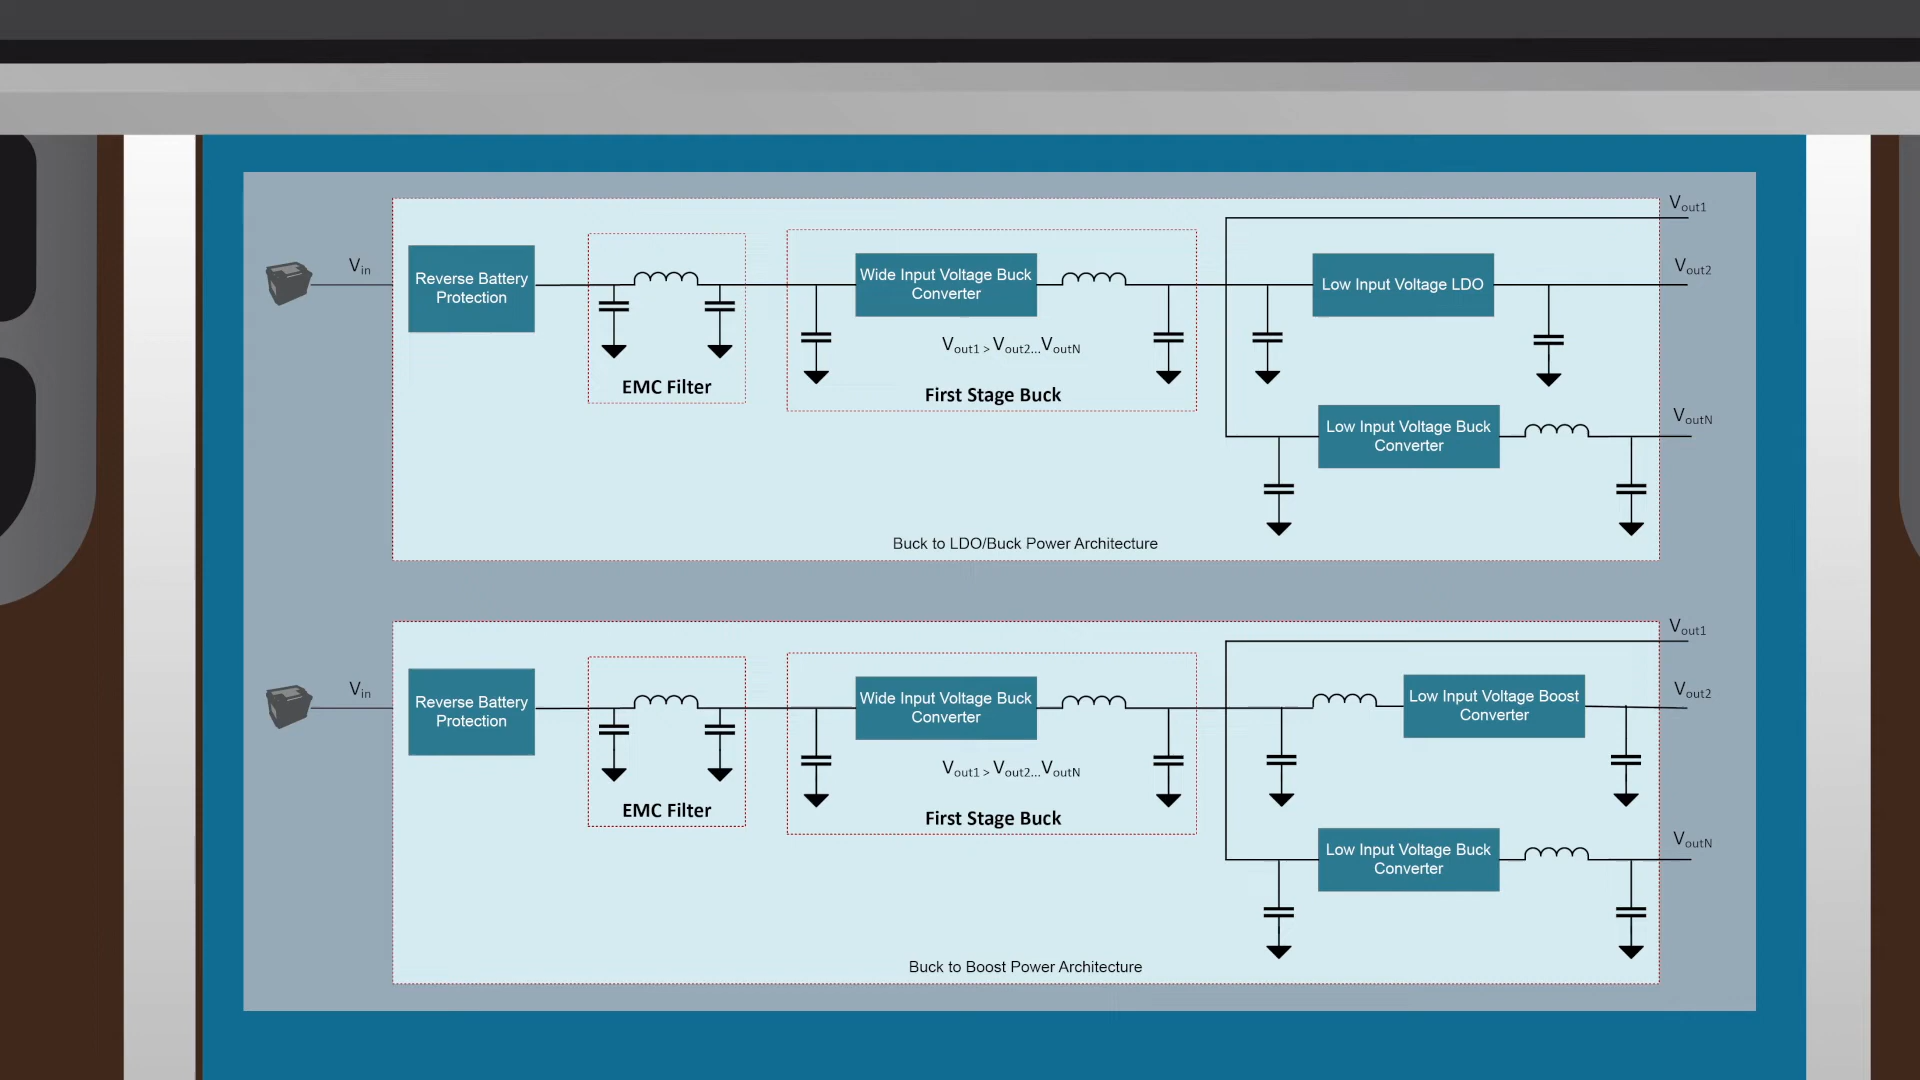 Vout1
Vin
Reverse Battery
Protection
EMC Filter
Wide Input Voltage Buck
Converter
Vout1 > Vout2...VoutN
First Stage Buck
Low Input Voltage LDO
Vout2
Low Input Voltage Buck
Converter
VoutN
Buck to LDO/Buck Power Architecture
Vout1
Vin
Reverse Battery
Protection
EMC Filter
Wide Input Voltage Buck
Converter
Vout1 > Vout2...VoutN
First Stage Buck
Low Input Voltage Boost
Converter
Vout2
Low Input Voltage Buck
Converter
VoutN
Buck to Boost Power Architecture